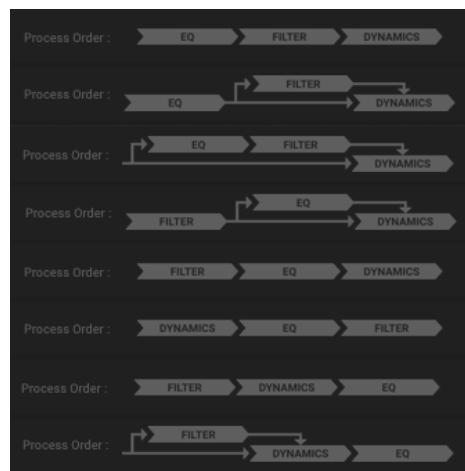 Process Order : EQ FILTER DYNAMICS
FILTER
Process Order : EQ DYNAMICS
EQ FILTER
Process Order : DYNAMICS
EQ
Process Order : FILTER DYNAMICS
Process Order : FILTER EQ DYNAMICS
Process Order : DYNAMICS EQ FILTER
Process Order : FILTER DYNAMICS EQ
FILTER
Process Order : DYNAMICS EQ